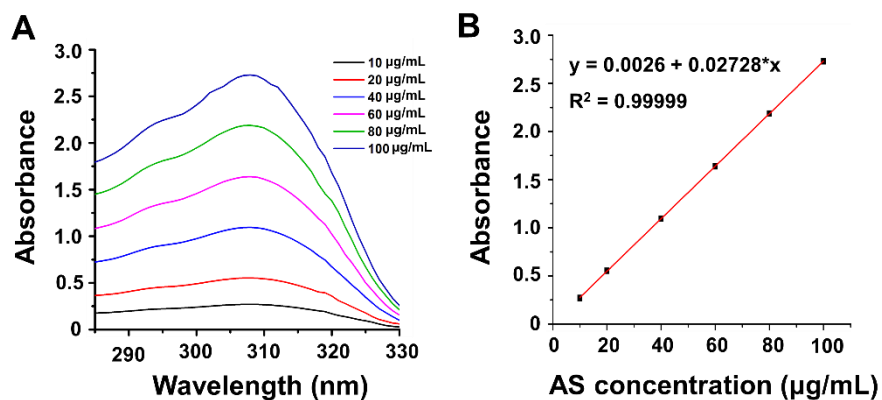 A
Absorbance
3.0
2.5
2.0
1.5
1.0
0.5
0
290
300
310
320
330
Wavelength (nm)
10 µg/mL
20 µg/mL
40 µg/mL
60 µg/mL
80 µg/mL
100 µg/mL
B
Absorbance
3.0
2.5
2.0
1.5
1.0
0.5
0
y = 0.0026 + 0.02728*x
R² = 0.99999
0
20
40
60
80
100
AS concentration (µg/mL)